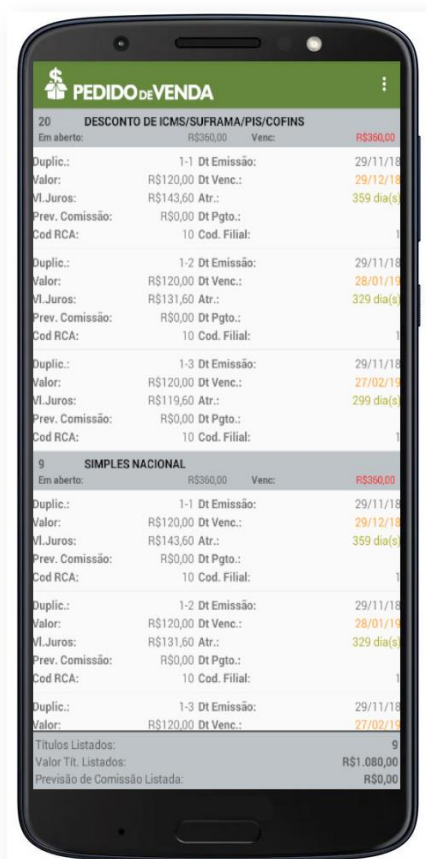 PEDIDO DE VENDA
20 DESCONTO DE ICMS/SUFRAMA/PIS/COFINS
Em aberto: R$360,00 Venc: R$360,00
Duplic.: 1-1 Dt Emissão: 29/11/18
Valor: R$120,00 Dt Venc.: 29/12/18
Vl.Juros: R$143,60 Atr.: 359 dia(s)
Prev. Comissão: R$0,00 Dt Pgto.:
Cod RCA: 10 Cod. Filial: 1
Duplic.: 1-2 Dt Emissão: 29/11/18
Valor: R$120,00 Dt Venc.: 28/01/19
Vl.Juros: R$131,60 Atr.: 329 dia(s)
Prev. Comissão: R$0,00 Dt Pgto.:
Cod RCA: 10 Cod. Filial: 1
Duplic.: 1-3 Dt Emissão: 29/11/18
Valor: R$120,00 Dt Venc.: 27/02/19
Vl.Juros: R$119,60 Atr.: 299 dia(s)
Prev. Comissão: R$0,00 Dt Pgto.:
Cod RCA: 10 Cod. Filial: 1
9 SIMPLES NACIONAL
Em aberto: R$360,00 Venc: R$360,00
Duplic.: 1-1 Dt Emissão: 29/11/18
Valor: R$120,00 Dt Venc.: 29/12/18
Vl.Juros: R$143,60 Atr.: 359 dia(s)
Prev. Comissão: R$0,00 Dt Pgto.:
Cod RCA: 10 Cod. Filial: 1
Duplic.: 1-2 Dt Emissão: 29/11/18
Valor: R$120,00 Dt Venc.: 28/01/19
Vl.Juros: R$131,60 Atr.: 329 dia(s)
Prev. Comissão: R$0,00 Dt Pgto.:
Cod RCA: 10 Cod. Filial: 1
Duplic.: 1-3 Dt Emissão: 29/11/18
Valor: R$120,00 Dt Venc.: 27/02/19
Títulos Listados: 9
Valor Tít. Listados: R$1.080,00
Previsão de Comissão Listada: R$0,00